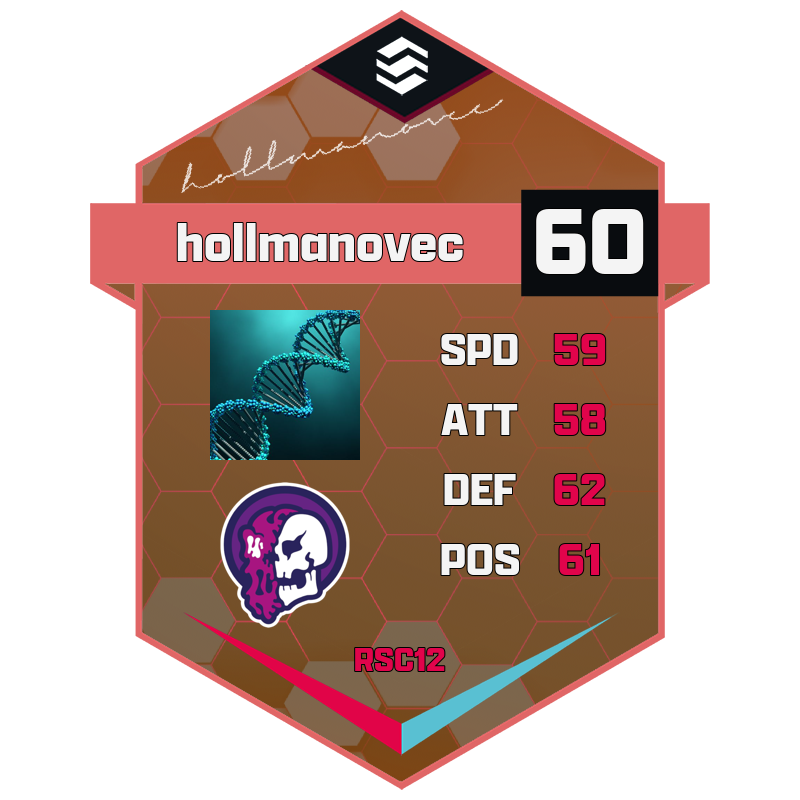 hollmanovec
hollmanovec
60
SPD 59
ATT 58
DEF 62
POS 61
RSC12